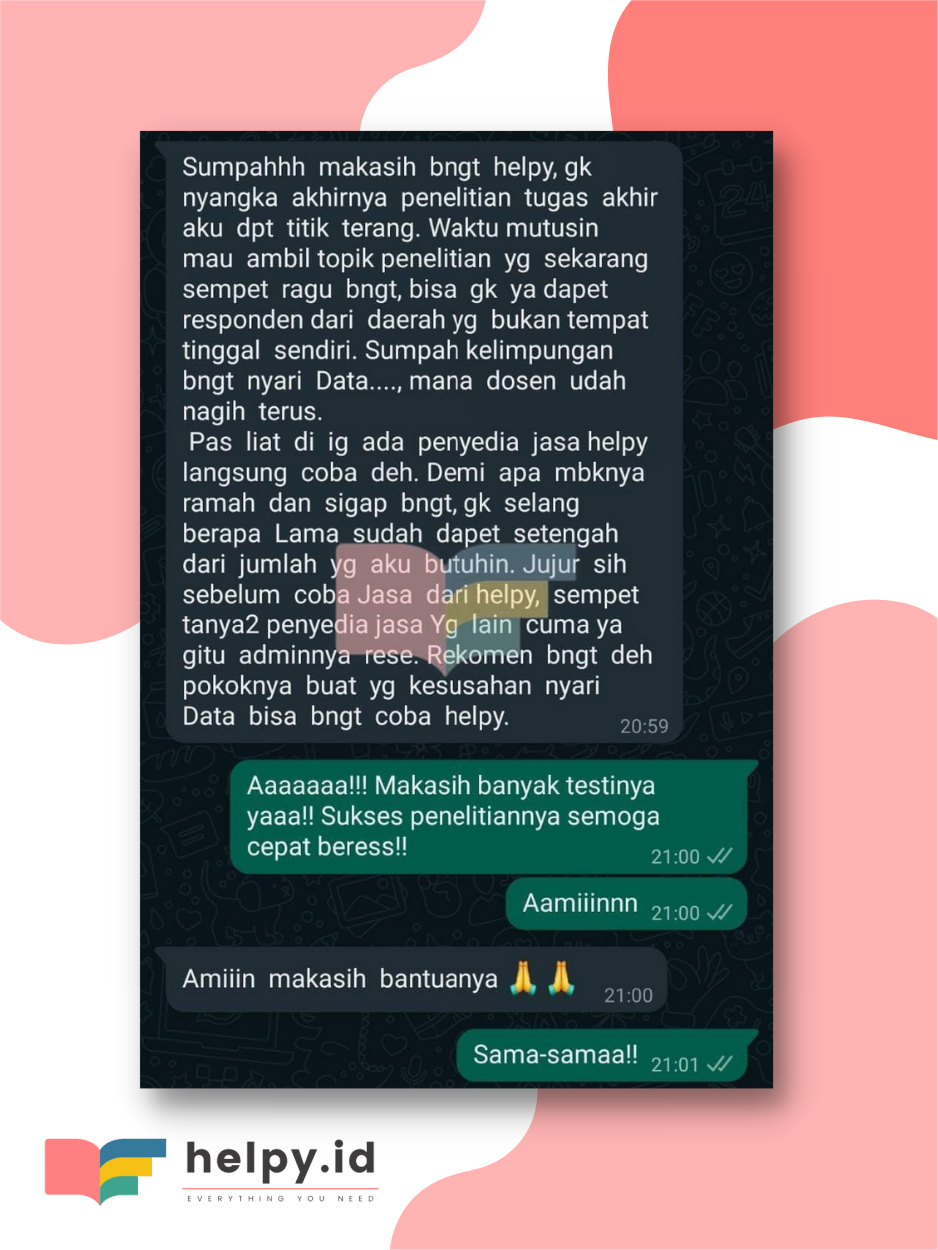 Sumpahhh makasih bngt helpy, gk
nyangka akhirnya penelitian tugas akhir
aku dpt titik terang. Waktu mutusin
mau ambil topik penelitian yg sekarang
sempet ragu bngt, bisa gk ya dapet
responden dari daerah yg bukan tempat
tinggal sendiri. Sumpah kelimpungan
bngt nyari Data...., mana dosen udah
nagih terus.
Pas liat di ig ada penyedia jasa helpy
langsung coba deh. Demi apa mbknya
ramah dan sigap bngt, gk selang
berapa Lama sudah dapet setengah
dari jumlah yg aku butuhin. Jujur sih
sebelum coba Jasa dari helpy, sempet
tanya2 penyedia jasa Yg lain cuma ya
gitu adminnya rese. Rekomen bngt deh
pokoknya buat yg kesusahan nyari
Data bisa bngt coba helpy.
20:59
Aaaaaaa!!! Makasih banyak testinya
yaaa!! Sukses penelitiannya semoga
cepat beress!!
21:00
Aamiiinnn 21:00
Amiiin makasih bantuanya 🙏 🙏 21:00
Sama-samaa!! 21:01
helpy.id
EVERYTHING YOU NEED